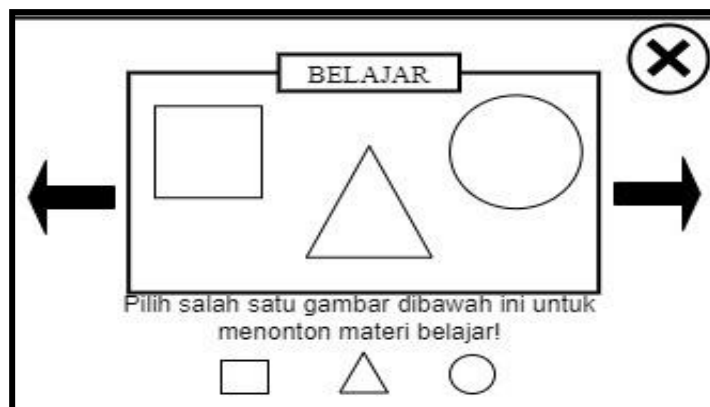 BELAJAR
Pilih salah satu gambar dibawah ini untuk
menonton materi belajar!